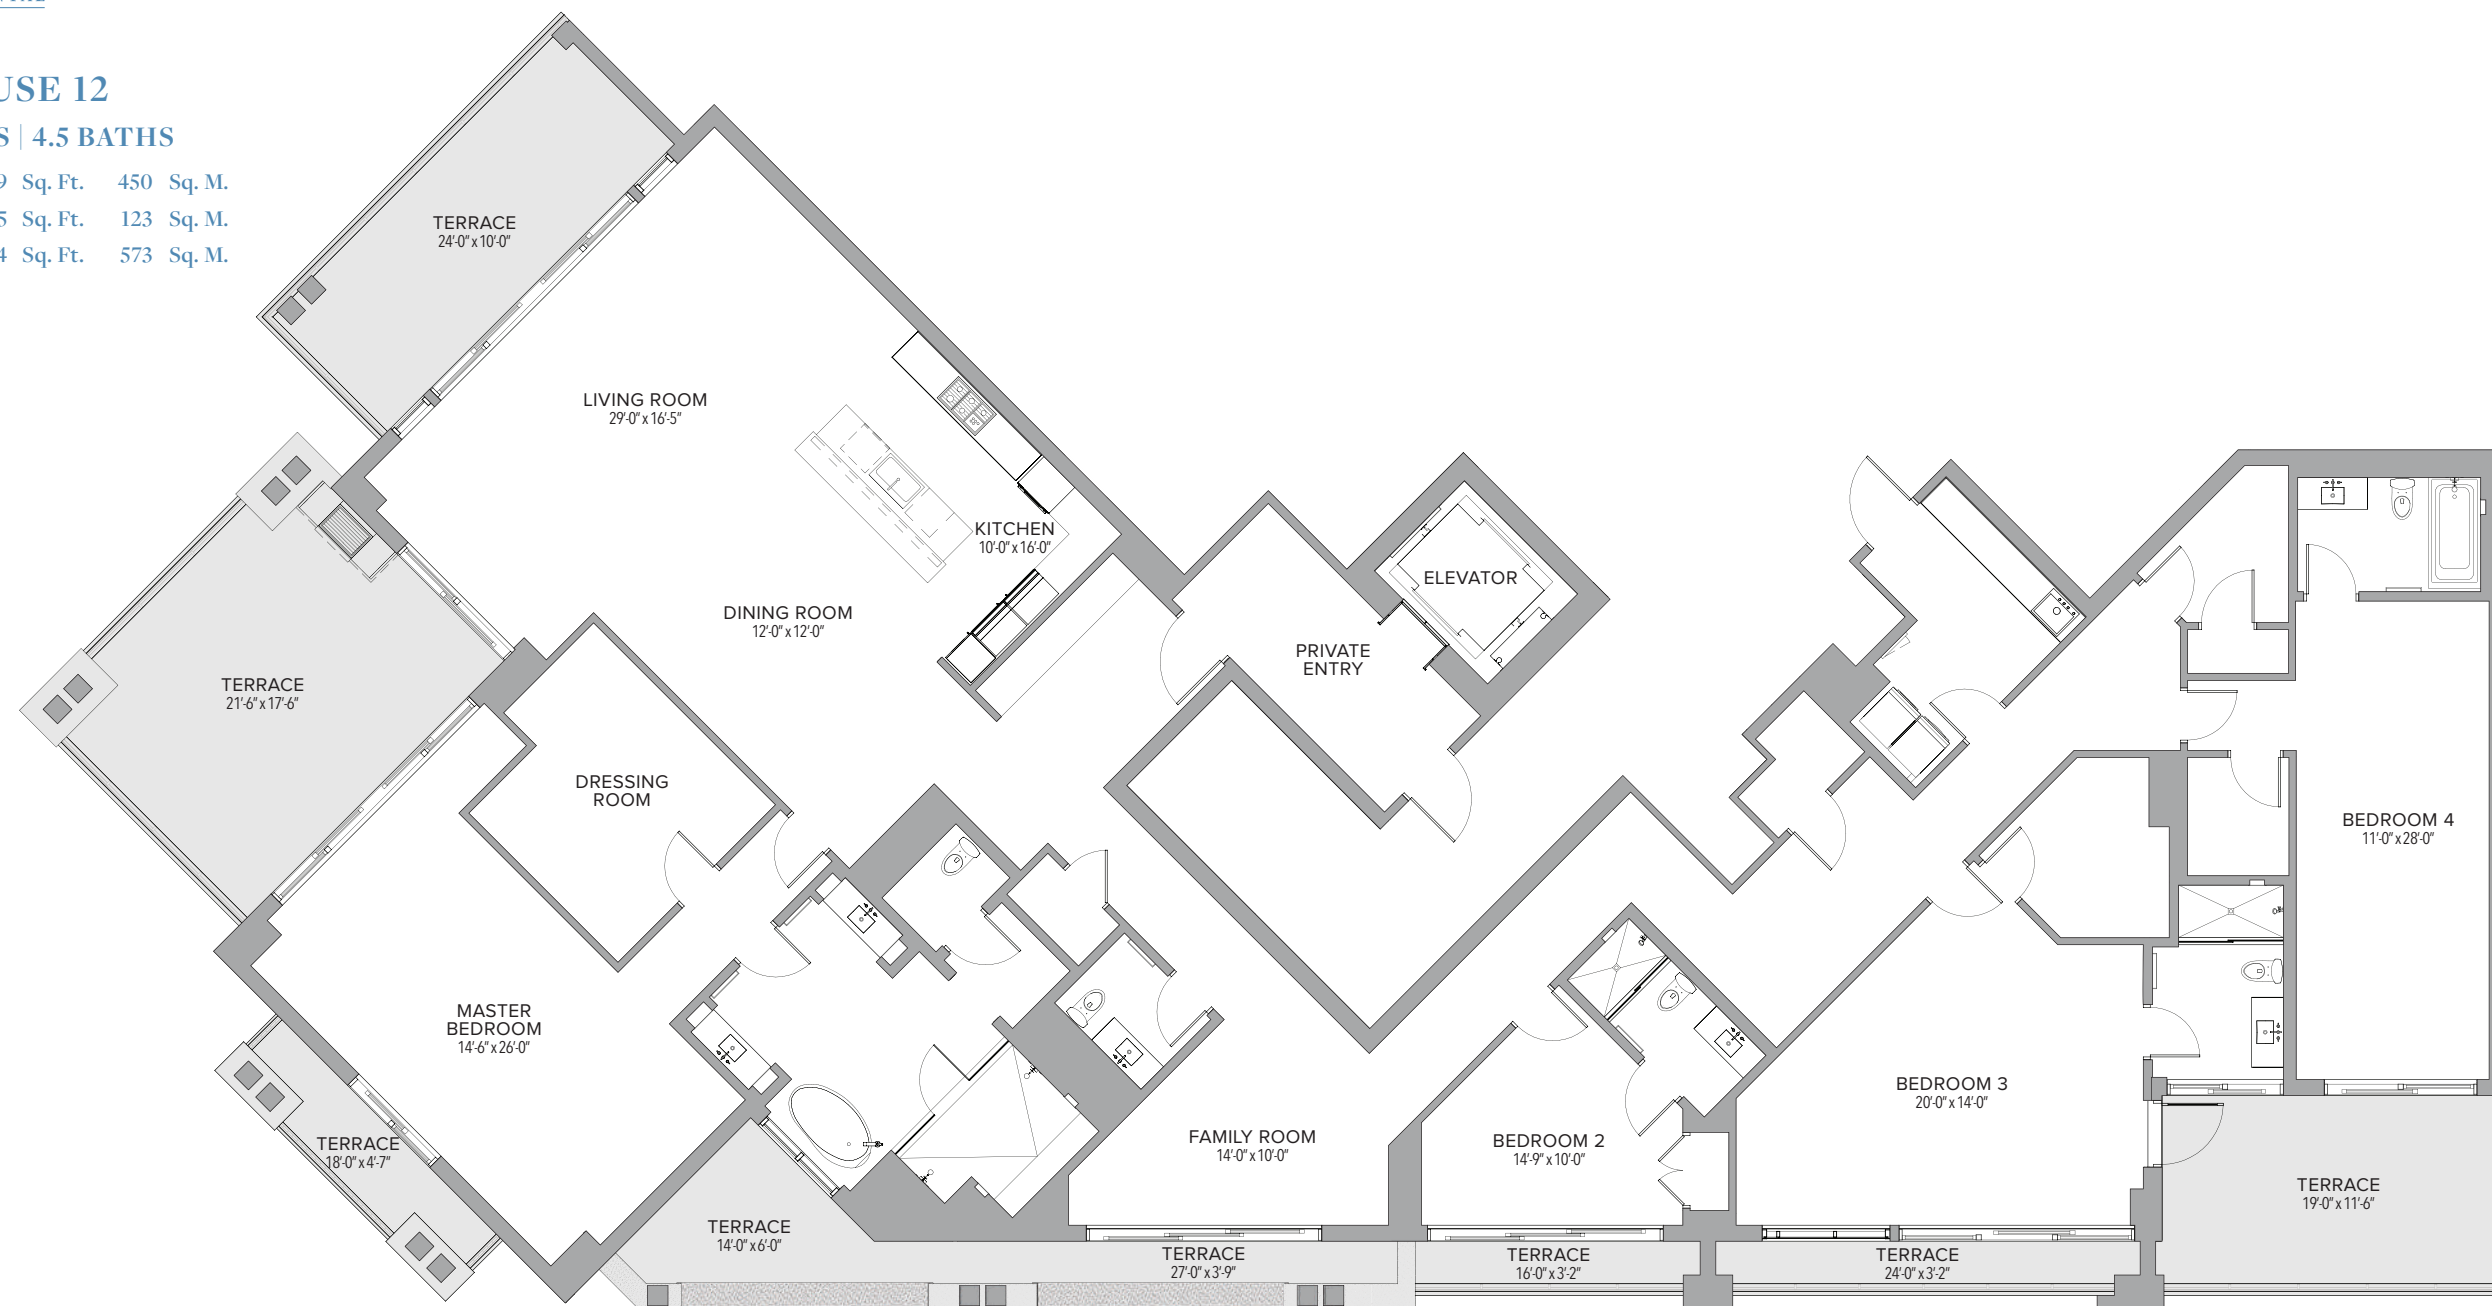 USE 12
S | 4.5 BATHS
9 Sq. Ft. 450 Sq. M.
5 Sq. Ft. 123 Sq. M.
4 Sq. Ft. 573 Sq. M.
TERRACE
24'-0" x 10'-0"
LIVING ROOM
29'-0" x 16'-5"
KITCHEN
10'-0" x 16'-0"
ELEVATOR
DINING ROOM
12'-0" x 12'-0"
PRIVATE
ENTRY
TERRACE
21'-6" x 17'-6"
DRESSING
ROOM
BEDROOM 4
11'-0" x 28'-0"
MASTER
BEDROOM
14'-6" x 26'-0"
BEDROOM 3
20'-0" x 14'-0"
FAMILY ROOM
14'-0" x 10'-0"
BEDROOM 2
14'-9" x 10'-0"
TERRACE
18'-0" x 4'-7"
TERRACE
19'-0" x 11'-6"
TERRACE
14'-0" x 6'-0"
TERRACE
27'-0" x 3'-9"
TERRACE
16'-0" x 3'-2"
TERRACE
24'-0" x 3'-2"